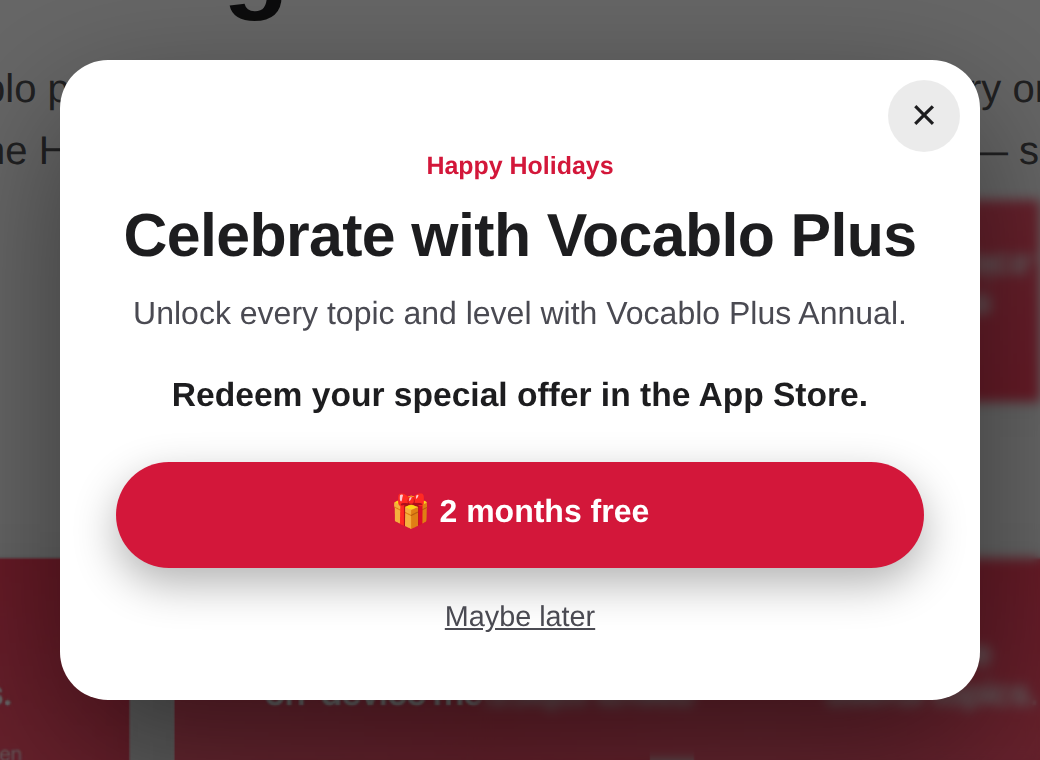 Happy Holidays
Celebrate with Vocablo Plus
Unlock every topic and level with Vocablo Plus Annual.
Redeem your special offer in the App Store.
🎁 2 months free
Maybe later